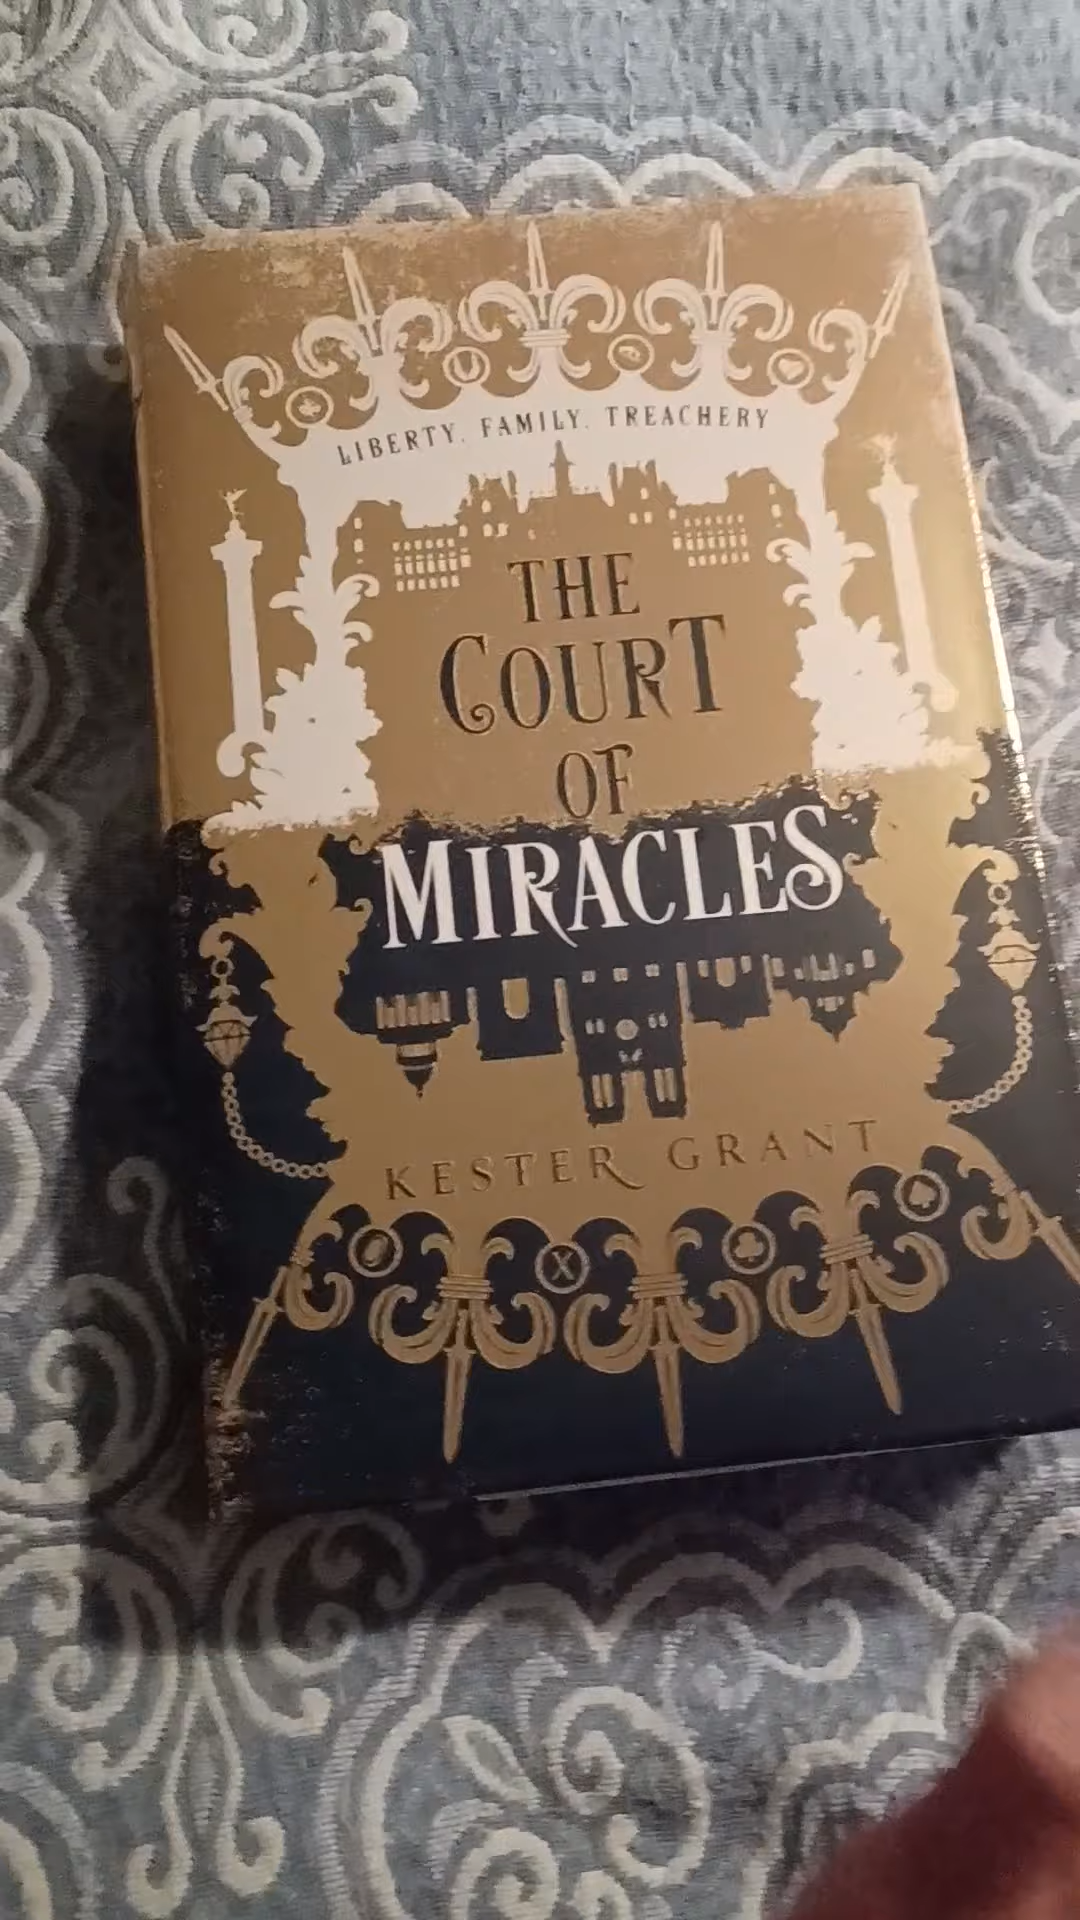 LIBERTY. FAMILY. TREACHERY
THE
COURT
OF
MIRACLES
KESTER GRANT
X